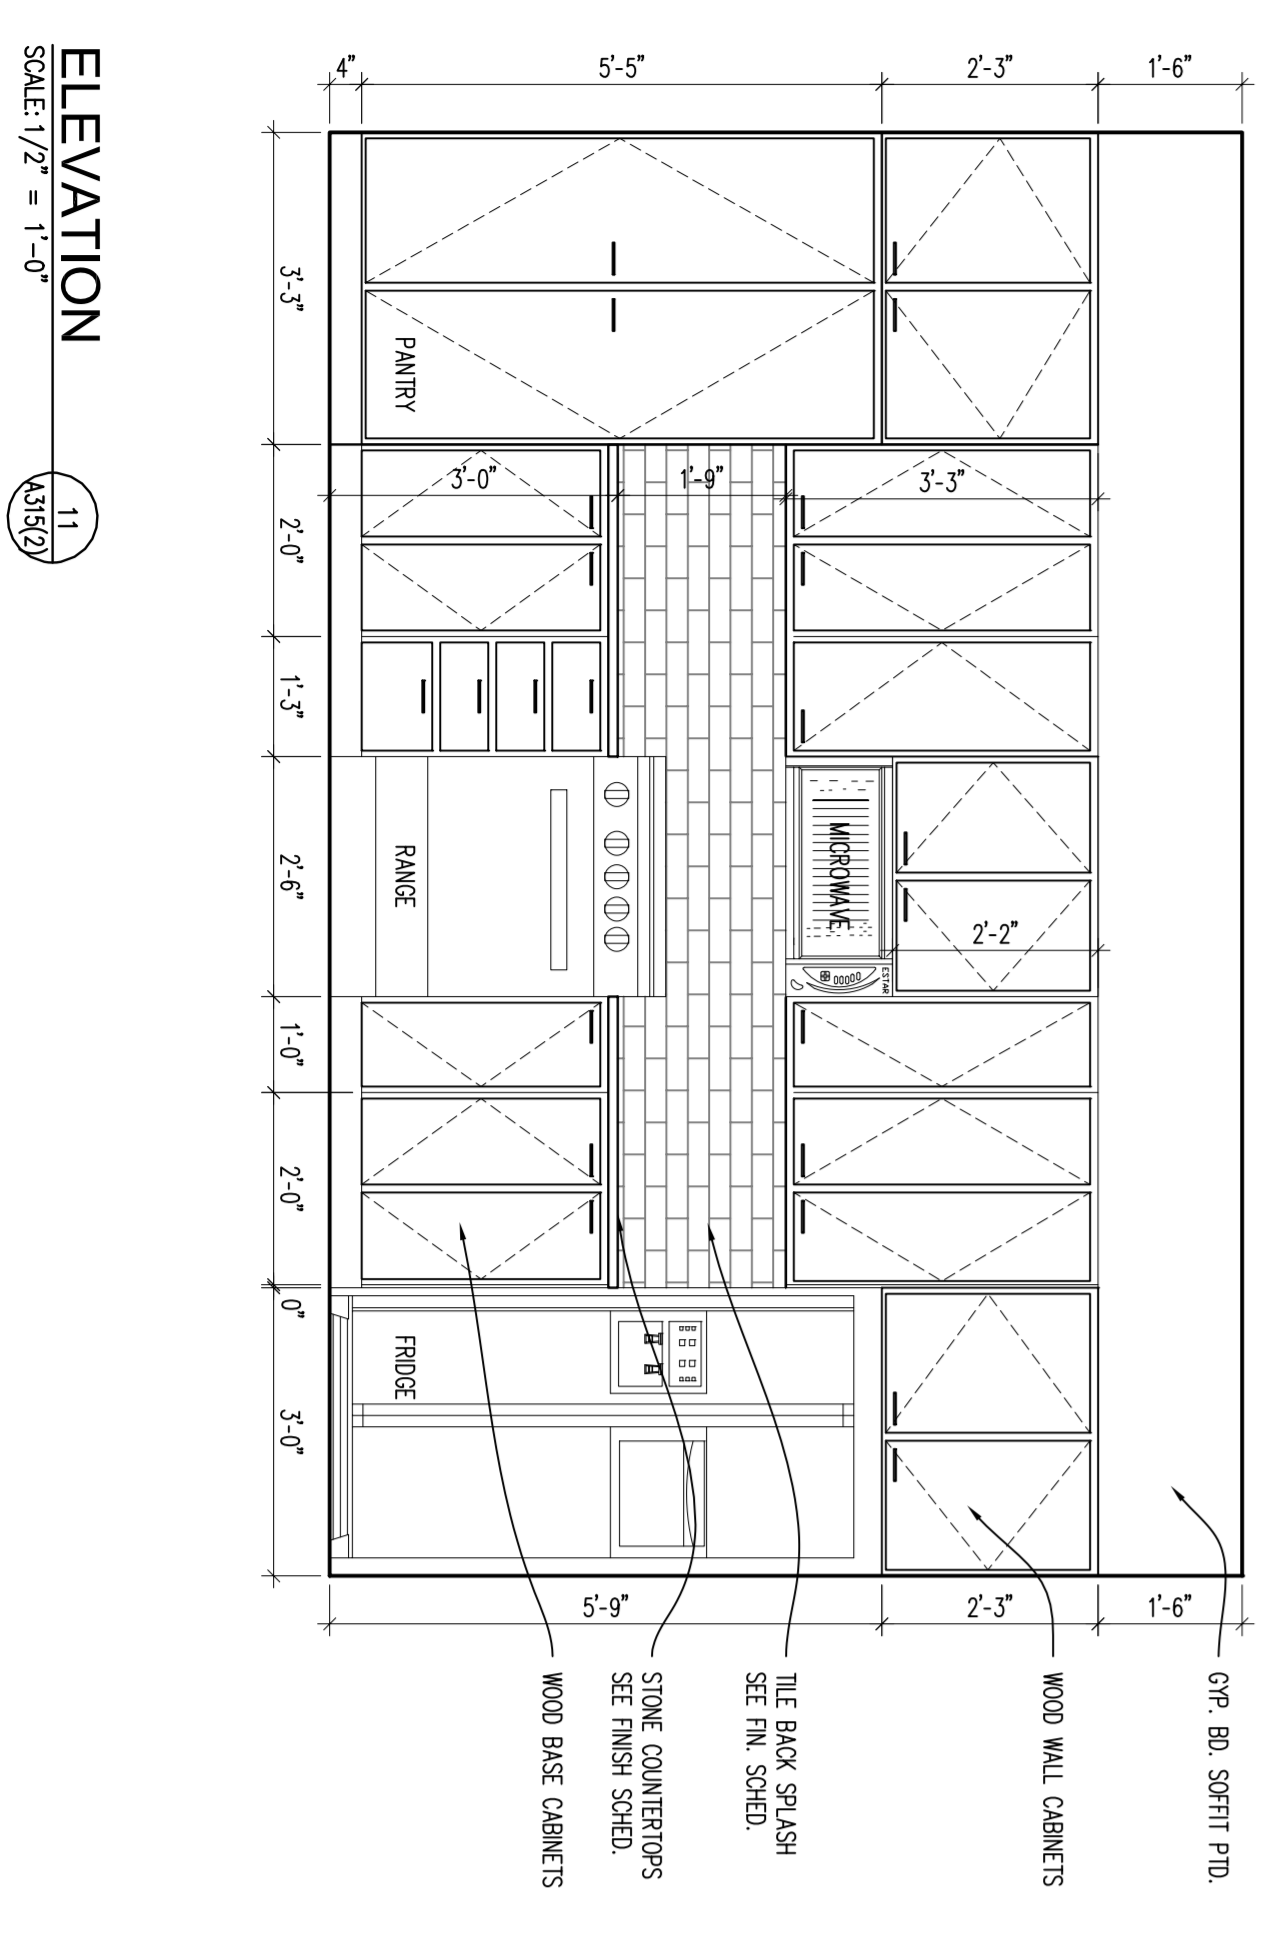 1'-6"
2'-3"
5'-5"
4"
PANTRY
3'-3"
1'-9"
3'-0"
MICROWAVE
ESTAR
2'-2"
RANGE
FRIDGE
1'-6"
2'-3"
5'-9"
GYP. BD. SOFFIT PTD.
WOOD WALL CABINETS
TILE BACK SPLASH
SEE FIN. SCHED.
STONE COUNTERTOPS
SEE FINISH SCHED.
WOOD BASE CABINETS
3'-3"
2'-0"
1'-3"
2'-6"
1'-0"
2'-0"
0"
3'-0"
ELEVATION
SCALE: 1/2" = 1'-0"
11
A315(2)